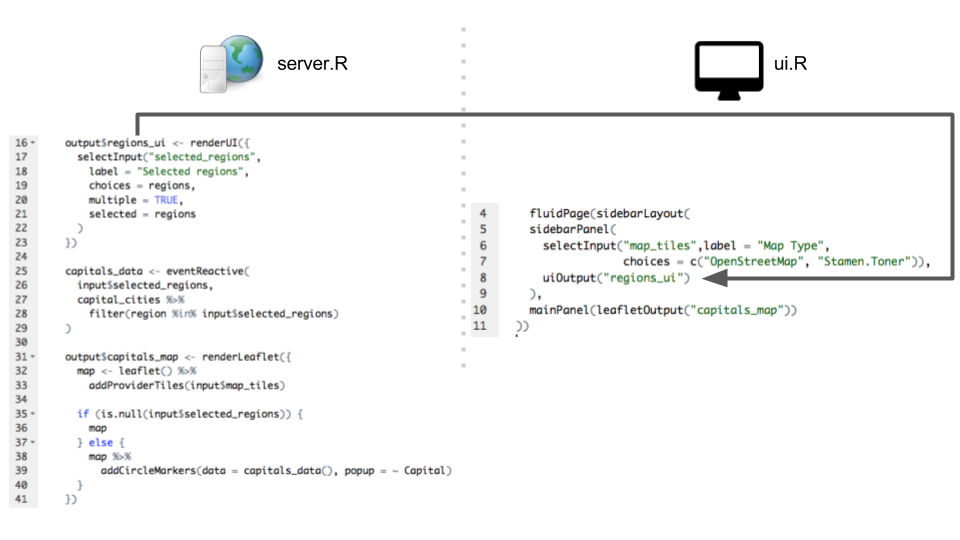 server.R
ui.R
16 output$regions_ui <- renderUI({
17   selectInput("selected_regions",
18     label = "Selected regions",
19     choices = regions,
20     multiple = TRUE,
21     selected = regions
22   )
23 })
24
25 capitals_data <- eventReactive(
26   input$selected_regions,
27   capital_cities %>%
28     filter(region %in% input$selected_regions)
29 )
30
31 output$capitals_map <- renderLeaflet({
32   map <- leaflet() %>%
33     addProviderTiles(input$map_tiles)
34
35   if (is.null(input$selected_regions)) {
36     map
37   } else {
38     map %>%
39       addCircleMarkers(data = capitals_data(), popup = ~ Capital)
40   }
41 })
4 fluidPage(sidebarLayout(
5 sidebarPanel(
6   selectInput("map_tiles",label = "Map Type",
7               choices = c("OpenStreetMap", "Stamen.Toner")),
8   uiOutput("regions_ui")
9 ),
10 mainPanel(leafletOutput("capitals_map"))
11 ))